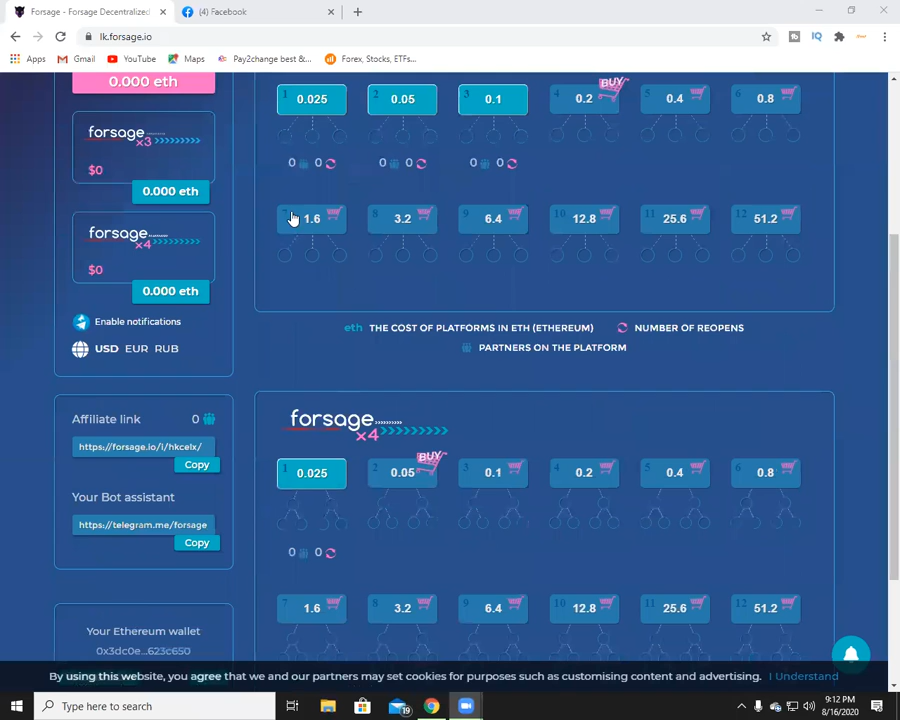 Forsage - Forsage Decentralized
(4) Facebook
lk.forsage.io
Apps
Gmail
YouTube
Maps
Pay2change best &...
Forex, Stocks, ETFs...
0.000 eth
forsage
x3
$0
0.000 eth
forsage
x4
$0
0.000 eth
Enable notifications
USD EUR RUB
Affiliate link 0
https://forsage.io/i/hkcelx/
Copy
Your Bot assistant
https://telegram.me/forsage
Copy
Your Ethereum wallet
0x3dc0e...623c650
1 0.025
2 0.05
3 0.1
4 0.2 BUY
5 0.4
6 0.8
0 0
0 0
0 0
1.6
8 3.2
9 6.4
10 12.8
11 25.6
12 51.2
eth THE COST OF PLATFORMS IN ETH (ETHEREUM)
NUMBER OF REOPENS
PARTNERS ON THE PLATFORM
forsage
x4
1 0.025
2 0.05 BUY
3 0.1
4 0.2
5 0.4
6 0.8
0 0
7 1.6
8 3.2
9 6.4
10 12.8
11 25.6
12 51.2
By using this website, you agree that we and our partners may set cookies for purposes such as customising content and advertising. I Understand
Type here to search
19
9:12 PM
8/16/2020